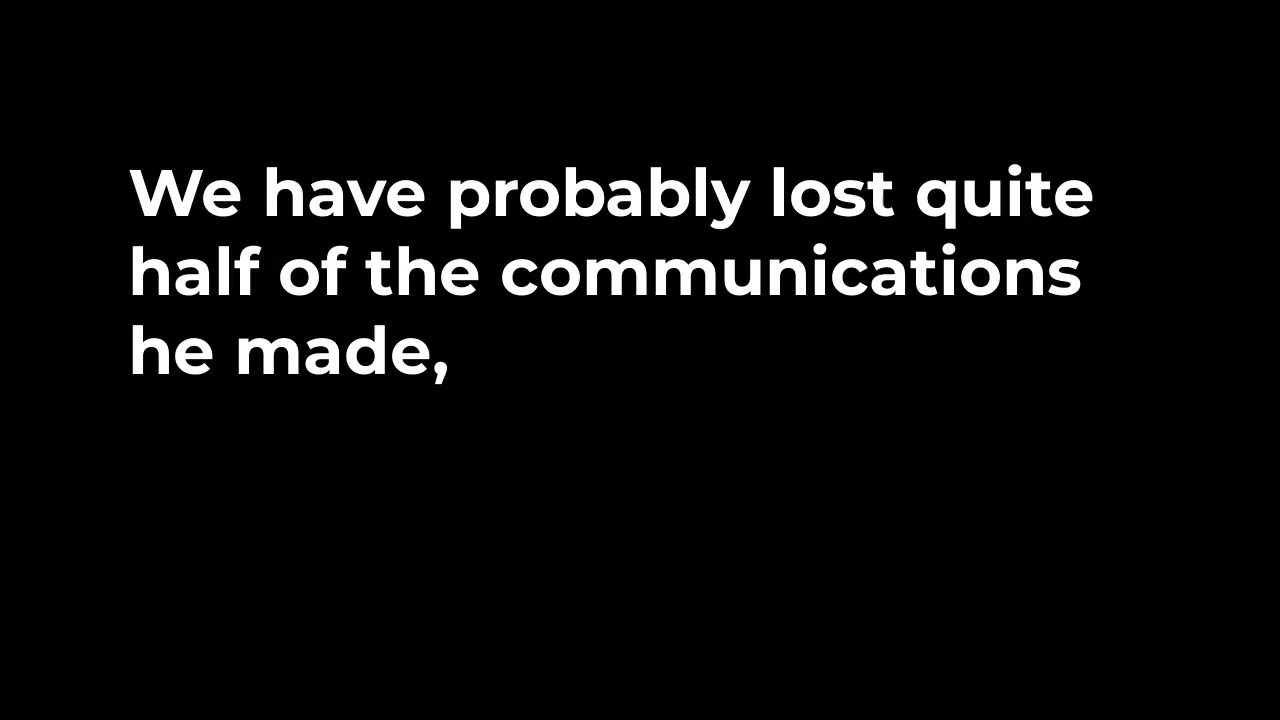 We have probably lost quite
half of the communications
he made,